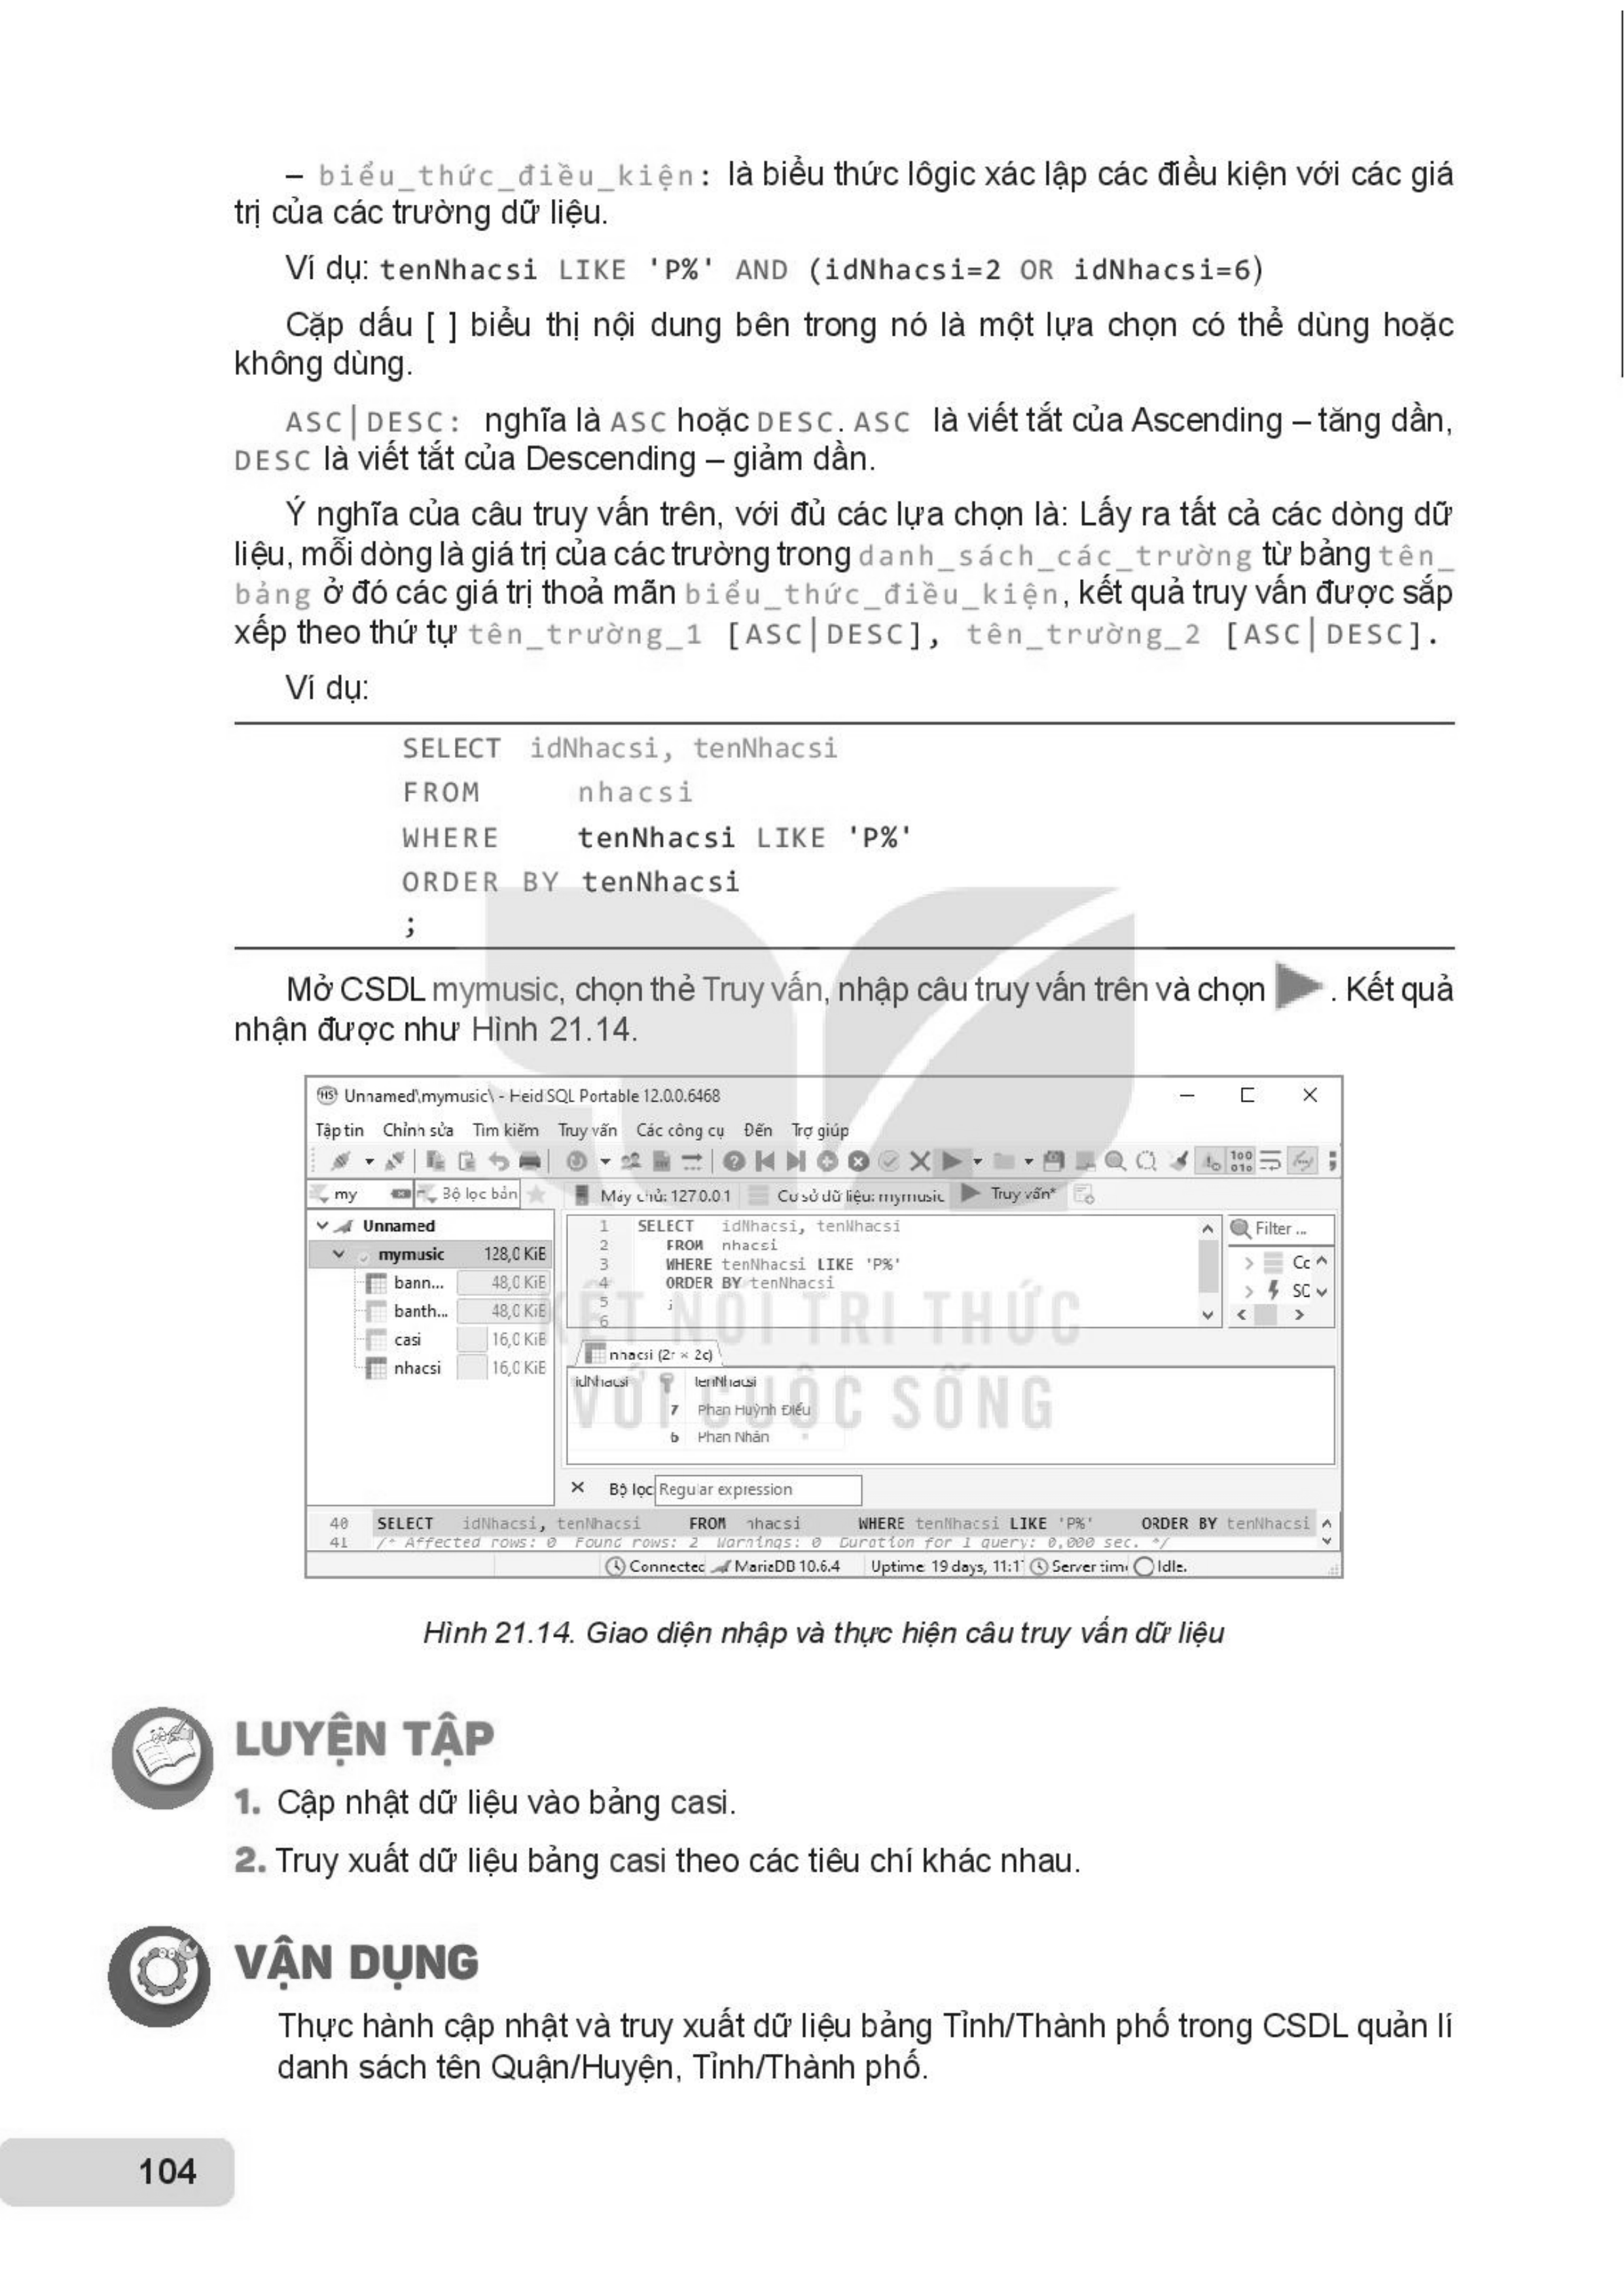 – biểu_thức_điều_kiện: là biểu thức lôgic xác lập các điều kiện với các giá
trị của các trường dữ liệu.
Ví dụ: tenNhacsi LIKE 'P%' AND (idNhacsi=2 OR idNhacsi=6)
Cặp dấu [ ] biểu thị nội dung bên trong nó là một lựa chọn có thể dùng hoặc
không dùng.
ASC|DESC: nghĩa là ASC hoặc DESC. ASC là viết tắt của Ascending – tăng dần,
DESC là viết tắt của Descending – giảm dần.
Ý nghĩa của câu truy vấn trên, với đủ các lựa chọn là: Lấy ra tất cả các dòng dữ
liệu, mỗi dòng là giá trị của các trường trong danh_sách_các_trường từ bảng tên_
bảng ở đó các giá trị thoả mãn biểu_thức_điều_kiện, kết quả truy vấn được sắp
xếp theo thứ tự tên_trường_1 [ASC|DESC], tên_trường_2 [ASC|DESC].
Ví dụ:
SELECT idNhacsi, tenNhacsi
FROM nhacsi
WHERE tenNhacsi LIKE 'P%'
ORDER BY tenNhacsi
;
Mở CSDL mymusic, chọn thẻ Truy vấn, nhập câu truy vấn trên và chọn . Kết quả
nhận được như Hình 21.14.
Unnamed\mymusic\ - HeidiSQL Portable 12.0.0.6468
Tập tin Chỉnh sửa Tìm kiếm Truy vấn Các công cụ Đến Trợ giúp
my Bộ lọc bản Máy chủ: 127.0.0.1 Cơ sở dữ liệu: mymusic Truy vấn*
Unnamed
mymusic 128,0 KiB
bann... 48,0 KiB
banth... 48,0 KiB
casi 16,0 KiB
nhacsi 16,0 KiB
1 SELECT idNhacsi, tenNhacsi
2 FROM nhacsi
3 WHERE tenNhacsi LIKE 'P%'
4 ORDER BY tenNhacsi
5 ;
6
Filter ...
SC
KẾT NỐI TRI THỨC
VỚI CUỘC SỐNG
nhacsi (2r × 2c)
idNhacsi tenNhacsi
7 Phan Huỳnh Điểu
6 Phan Nhân
Bộ lọc Regular expression
40 SELECT idNhacsi, tenNhacsi FROM nhacsi WHERE tenNhacsi LIKE 'P%' ORDER BY tenNhacsi
41 /* Affected rows: 0 Found rows: 2 Warnings: 0 Duration for 1 query: 0,000 sec. */
Connected MariaDB 10.6.4 Uptime: 19 days, 11:1 Server tim Idle.
Hình 21.14. Giao diện nhập và thực hiện câu truy vấn dữ liệu
LUYỆN TẬP
1. Cập nhật dữ liệu vào bảng casi.
2. Truy xuất dữ liệu bảng casi theo các tiêu chí khác nhau.
VẬN DỤNG
Thực hành cập nhật và truy xuất dữ liệu bảng Tỉnh/Thành phố trong CSDL quản lí
danh sách tên Quận/Huyện, Tỉnh/Thành phố.
104